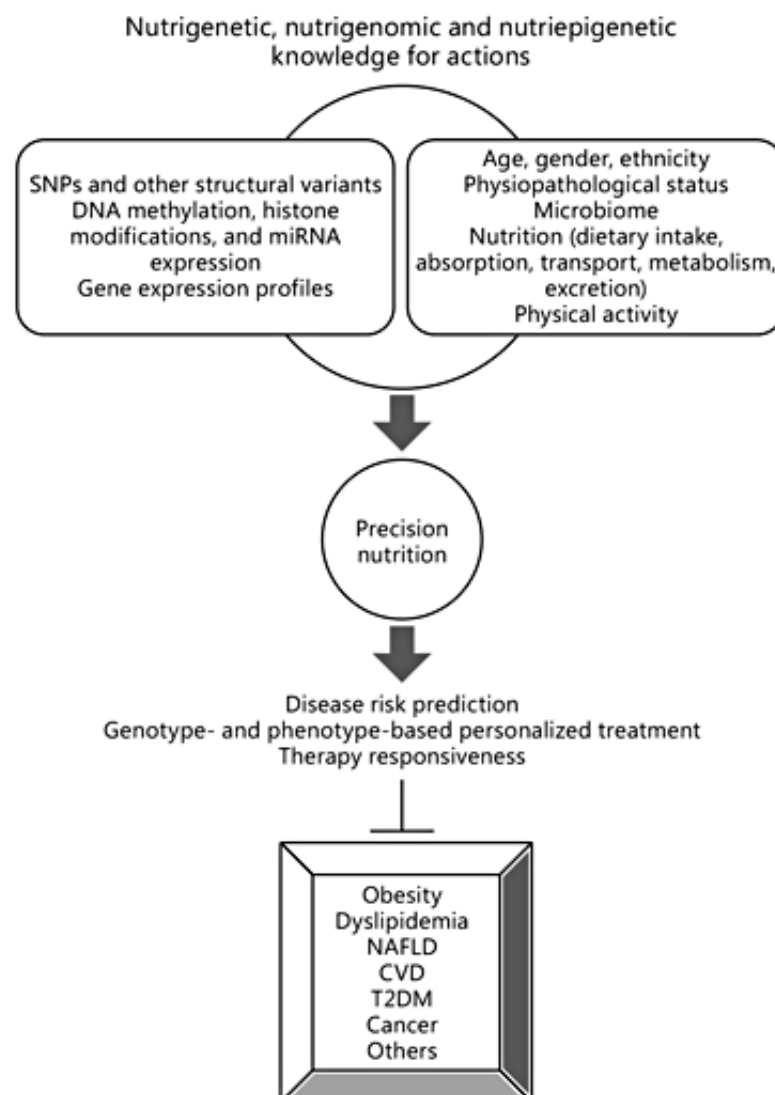 Nutrigenetic, nutrigenomic and nutriepigenetic
knowledge for actions
SNPs and other structural variants
DNA methylation, histone
modifications, and miRNA
expression
Gene expression profiles
Age, gender, ethnicity
Physiopathological status
Microbiome
Nutrition (dietary intake,
absorption, transport, metabolism,
excretion)
Physical activity
Precision
nutrition
Disease risk prediction
Genotype- and phenotype-based personalized treatment
Therapy responsiveness
Obesity
Dyslipidemia
NAFLD
CVD
T2DM
Cancer
Others